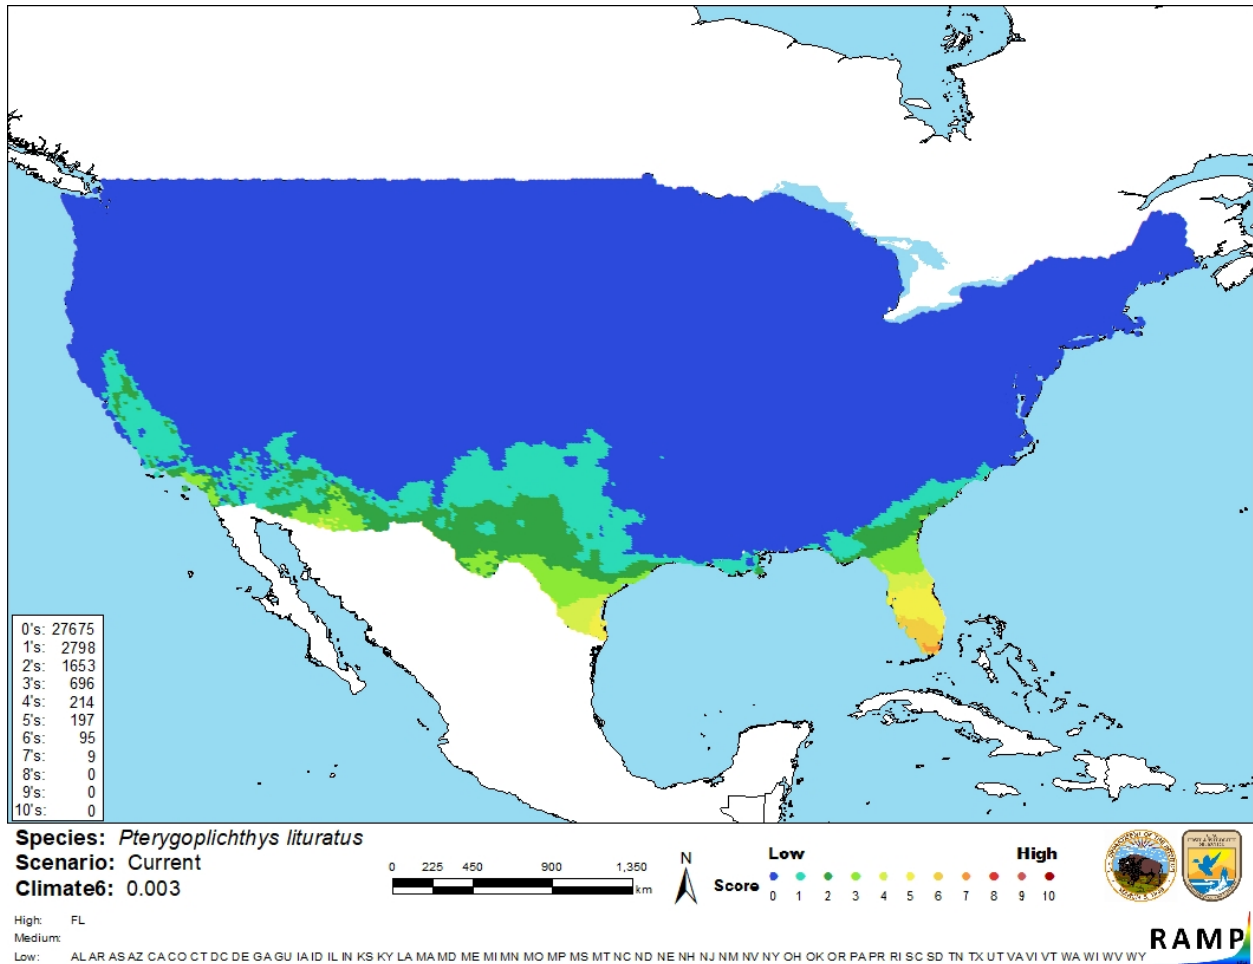 0's: 27675
1's: 2798
2's: 1653
3's: 696
4's: 214
5's: 197
6's: 95
7's: 9
8's: 0
9's: 0
10's: 0
Species: Pterygoplichthys lituratus
Scenario: Current
Climate6: 0.003
0 225 450 900 1,350
km
N
Low High
Score
0 1 2 3 4 5 6 7 8 9 10
High: FL
Medium:
Low: AL AR AS AZ CA CO CT DC DE GA GU IA ID IL IN KS KY LA MA MD ME MI MN MO MP MS MT NC ND NE NH NJ NM NV NY OH OK OR PA PR RI SC SD TN TX UT VA VI VT WA WI WV WY
RAMP